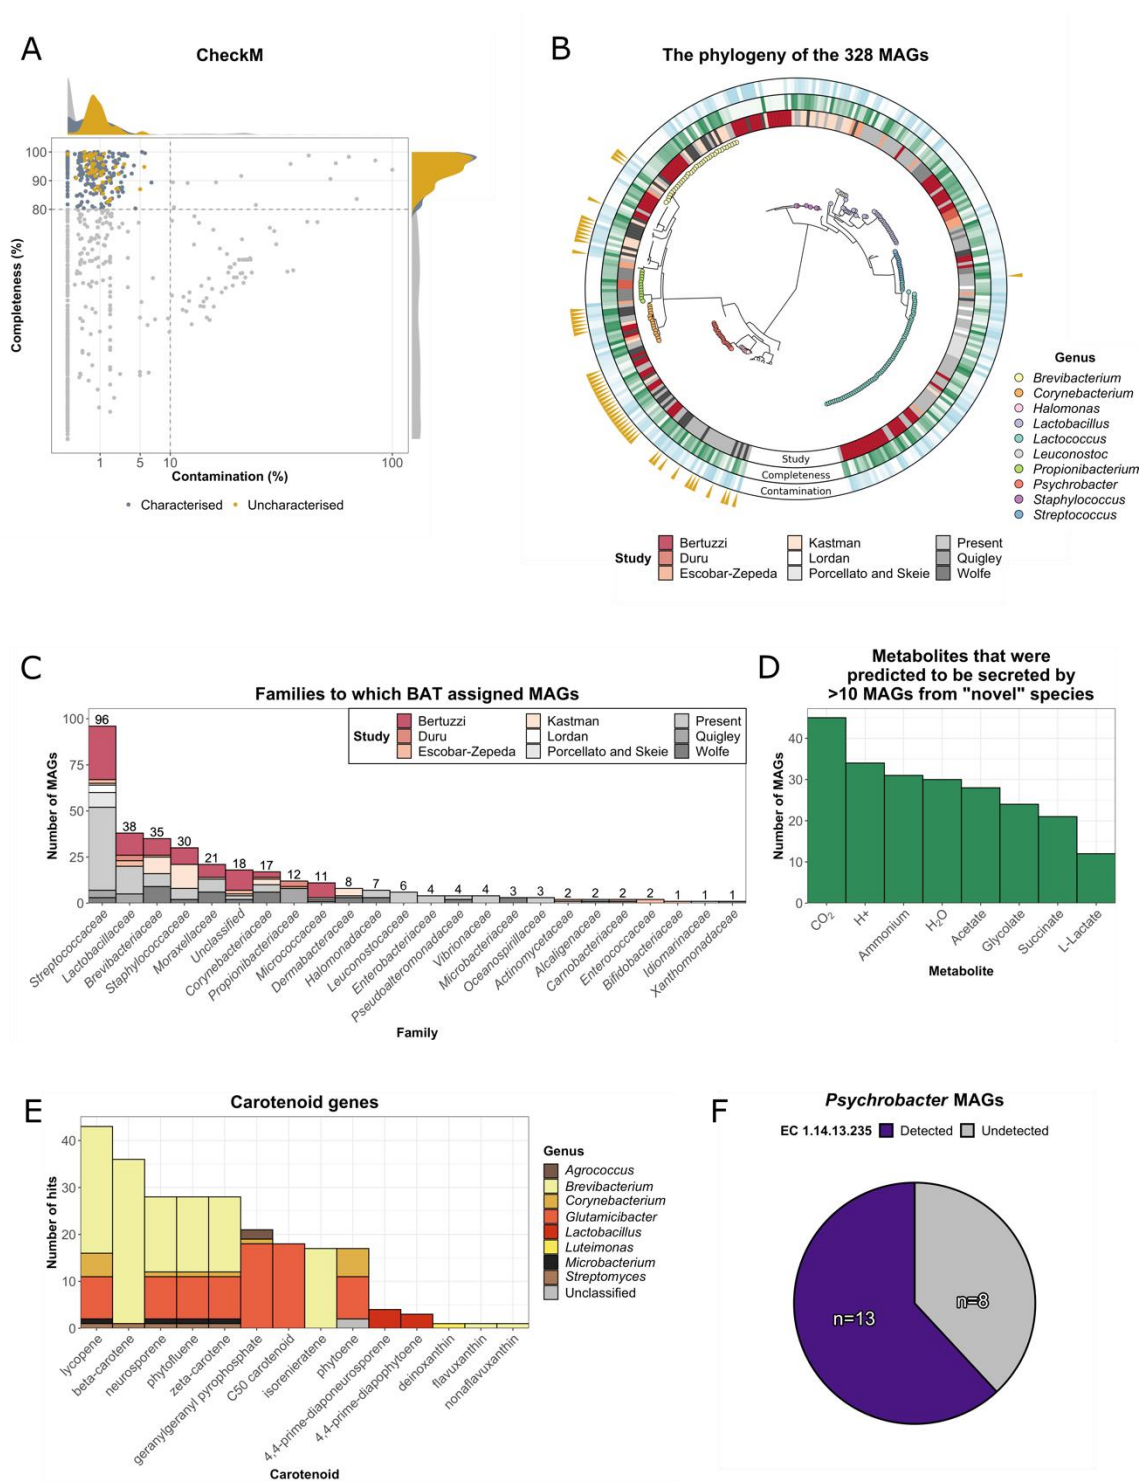 A
CheckM
100
90
80
Completeness (%)
1
5
10
100
Contamination (%)
Characterised
Uncharacterised
B
The phylogeny of the 328 MAGs
Study
Completeness
Contamination
Genus
Brevibacterium
Corynebacterium
Halomonas
Lactobacillus
Lactococcus
Leuconostoc
Propionibacterium
Psychrobacter
Staphylococcus
Streptococcus
Study
Bertuzzi
Duru
Escobar-Zepeda
Kastman
Lordan
Porcellato and Skeie
Present
Quigley
Wolfe
C
Families to which BAT assigned MAGs
Study
Bertuzzi
Duru
Escobar-Zepeda
Kastman
Lordan
Porcellato and Skeie
Present
Quigley
Wolfe
Number of MAGs
100
75
50
25
0
96
38
35
30
21
18
17
12
11
8
7
6
4
4
4
3
3
2
2
2
2
1
1
1
Streptococcaceae
Lactobacillaceae
Brevibacteriaceae
Staphylococcaceae
Moraxellaceae
Unclassified
Corynebacteriaceae
Propionibacteriaceae
Micrococcaceae
Dermabacteraceae
Halomonadaceae
Leuconostocaceae
Enterobacteriaceae
Pseudoalteromonadaceae
Vibrionaceae
Microbacteriaceae
Oceanospirillaceae
Actinomycetaceae
Alcaligenaceae
Carnobacteriaceae
Enterococcaceae
Bifidobacteriaceae
Idiomarinaceae
Xanthomonadaceae
Family
D
Metabolites that were
predicted to be secreted by
>10 MAGs from "novel" species
Number of MAGs
40
30
20
10
0
CO₂
H+
Ammonium
H₂O
Acetate
Glycolate
Succinate
L-Lactate
Metabolite
E
Carotenoid genes
Number of hits
40
30
20
10
0
lycopene
beta-carotene
neurosporene
phytofluene
zeta-carotene
geranylgeranyl pyrophosphate
C50 carotenoid
isorenieratene
phytoene
4,4-prime-diaponeurosporene
4,4-prime-diapophytoene
deinoxanthin
flavuxanthin
nonaflavuxanthin
Carotenoid
Genus
Agrococcus
Brevibacterium
Corynebacterium
Glutamicibacter
Lactobacillus
Luteimonas
Microbacterium
Streptomyces
Unclassified
F
Psychrobacter MAGs
EC 1.14.13.235
Detected
Undetected
n=13
n=8